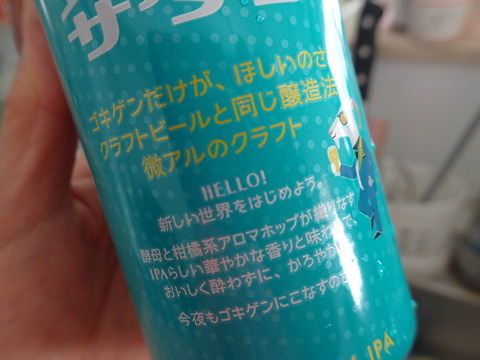 ゴキゲンだけが、ほしいのさ
クラフトビールと同じ醸造法
微アルのクラフト
HELLO!
新しい世界をはじめよう。
酵母と柑橘系アロマホップが織りなす
IPAらしい華やかな香りと味わいで、
おいしく酔わずに、かろやか
今夜もゴキゲンにこなすのさ
IPA